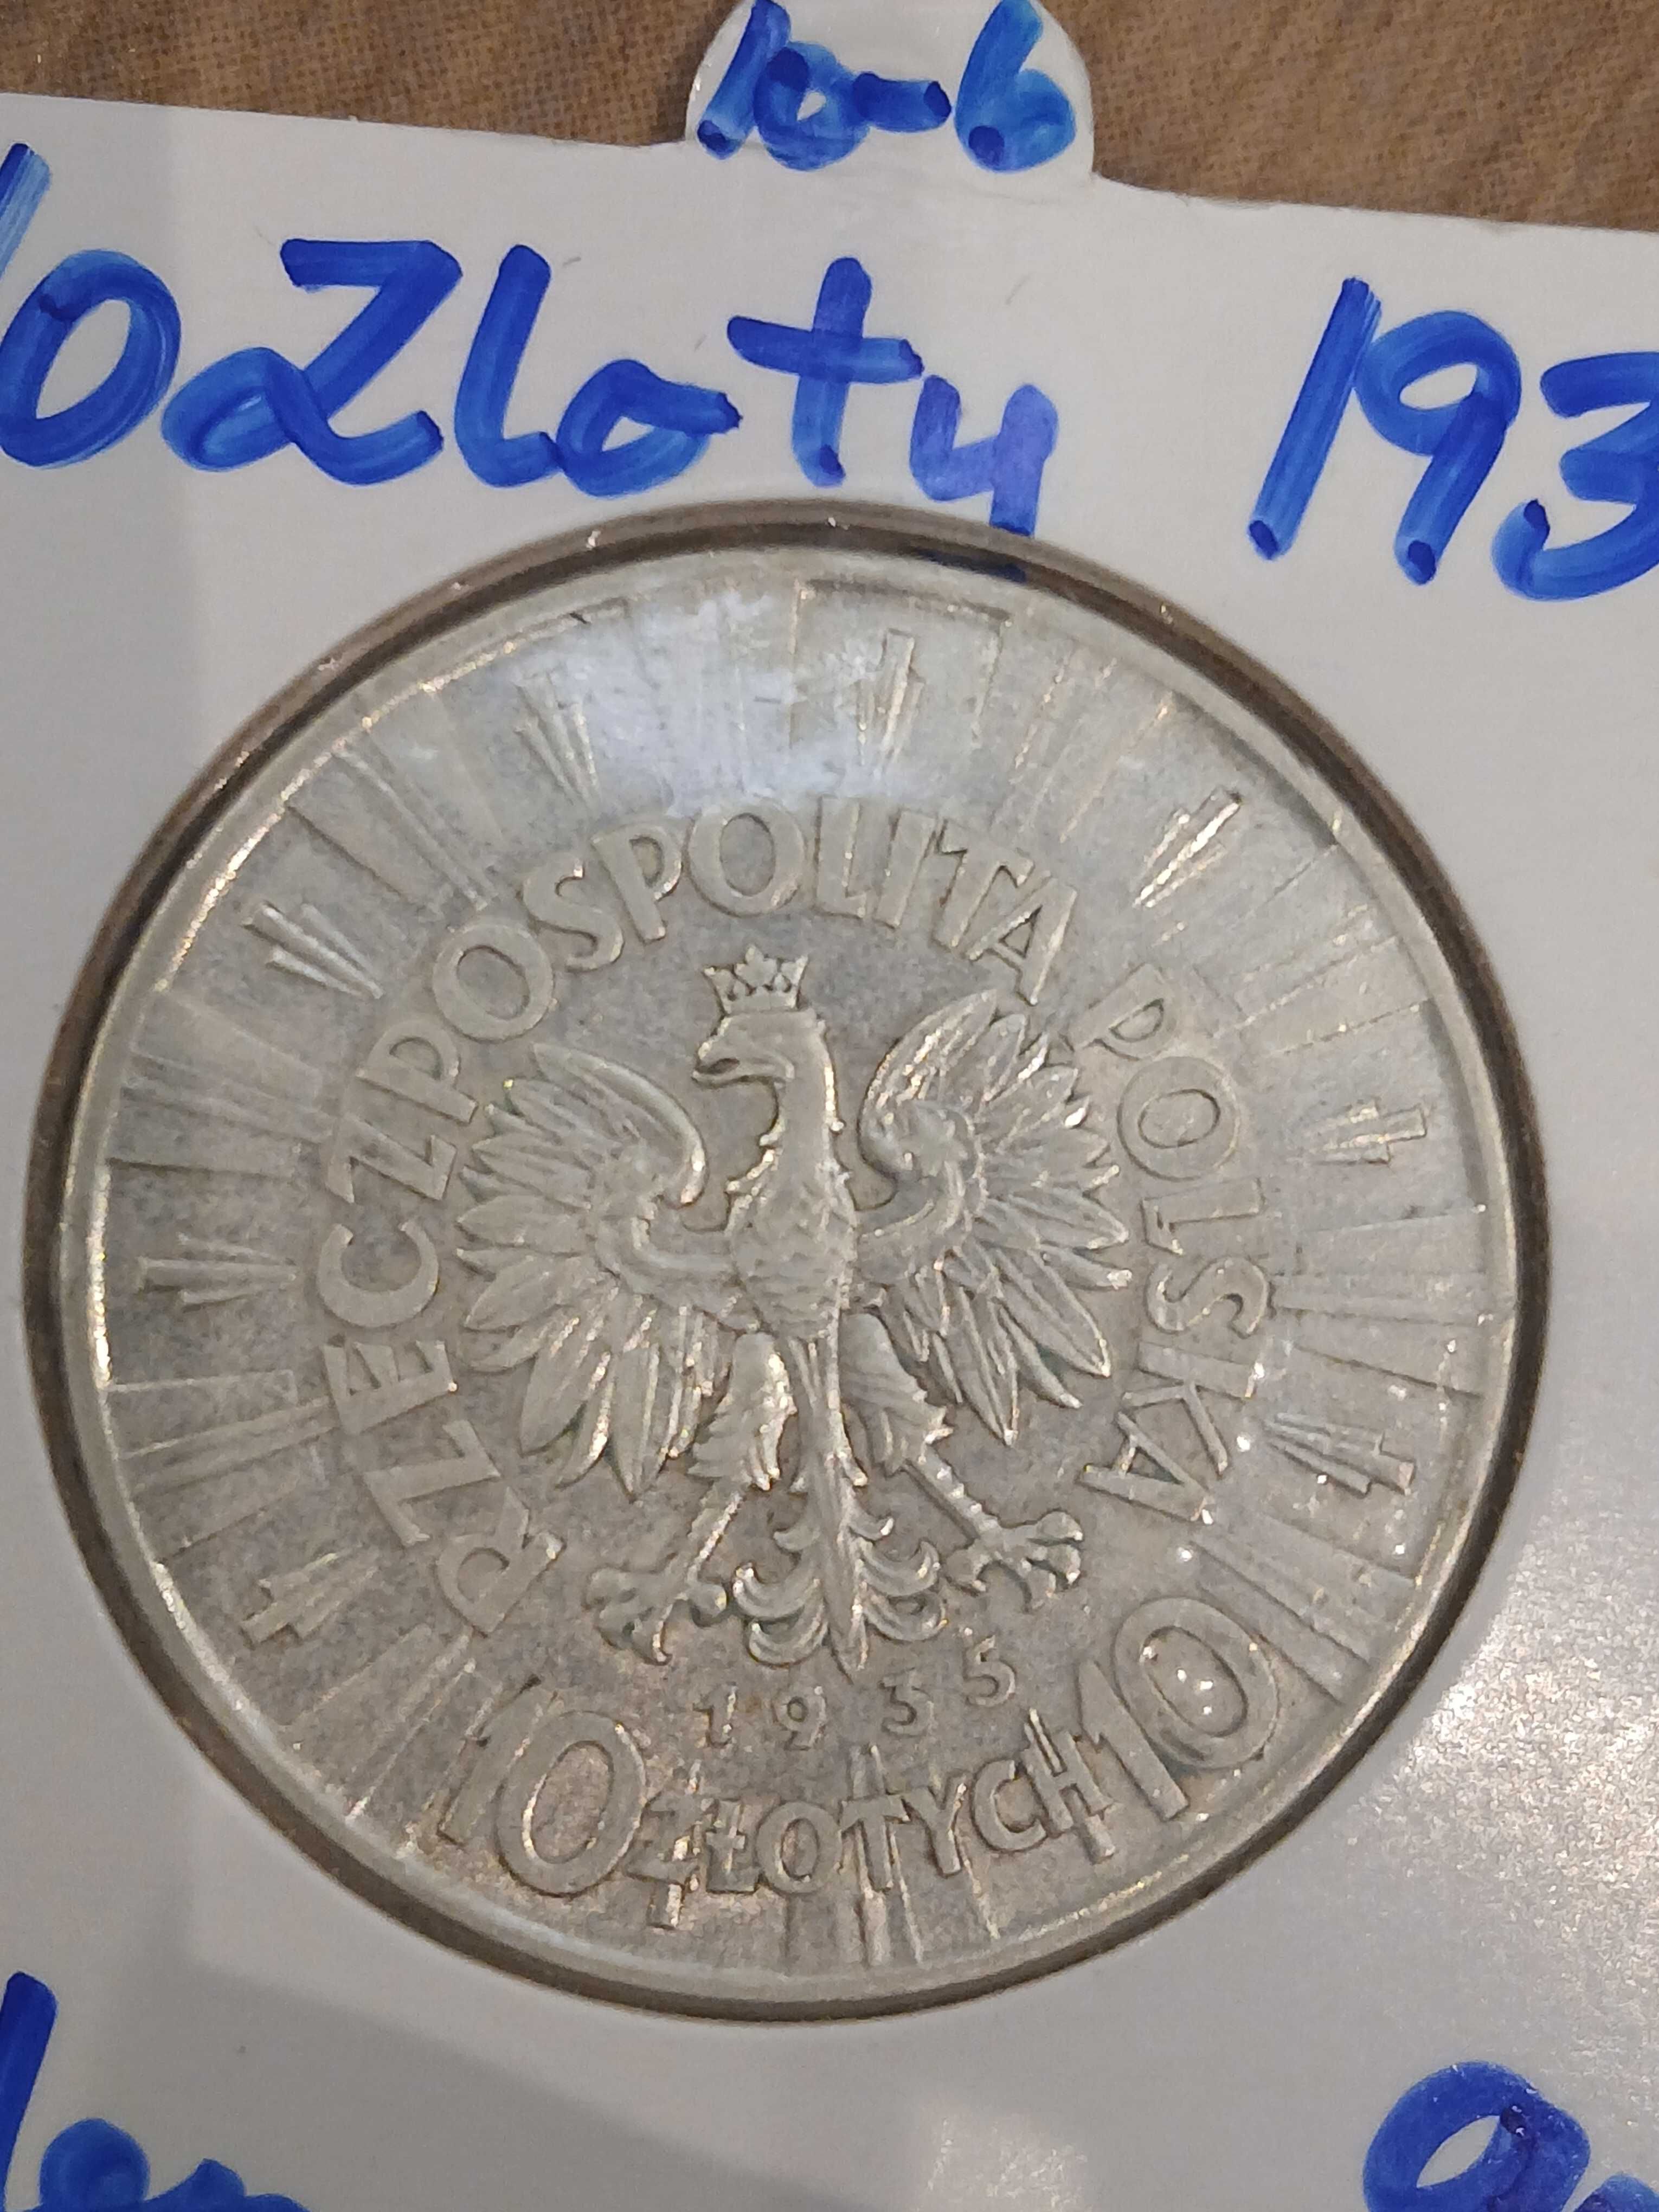 10-6
10 Zloty 193
RZECZPOSPOLITA POLSKA
1935
10 ZŁOTYCH 10